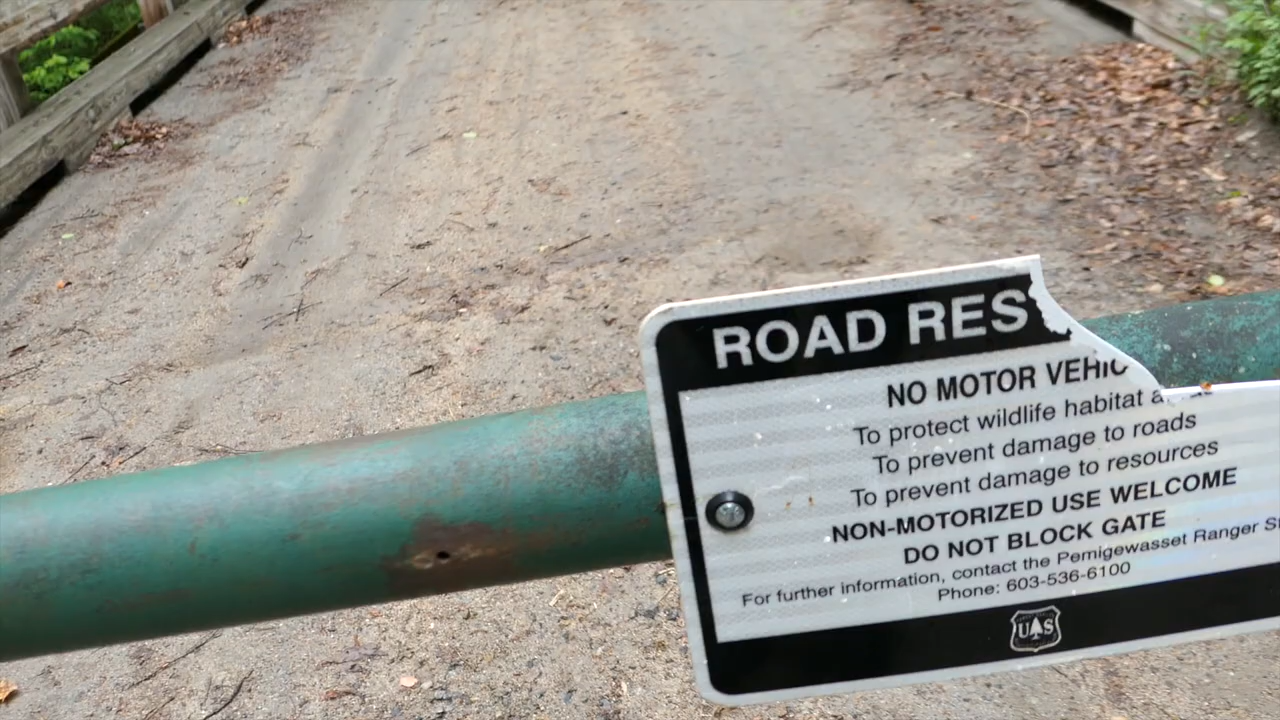 ROAD RES
NO MOTOR VEHIC
To protect wildlife habitat a
To prevent damage to roads
To prevent damage to resources
NON-MOTORIZED USE WELCOME
DO NOT BLOCK GATE
For further information, contact the Pemigewasset Ranger S
Phone: 603-536-6100
U S